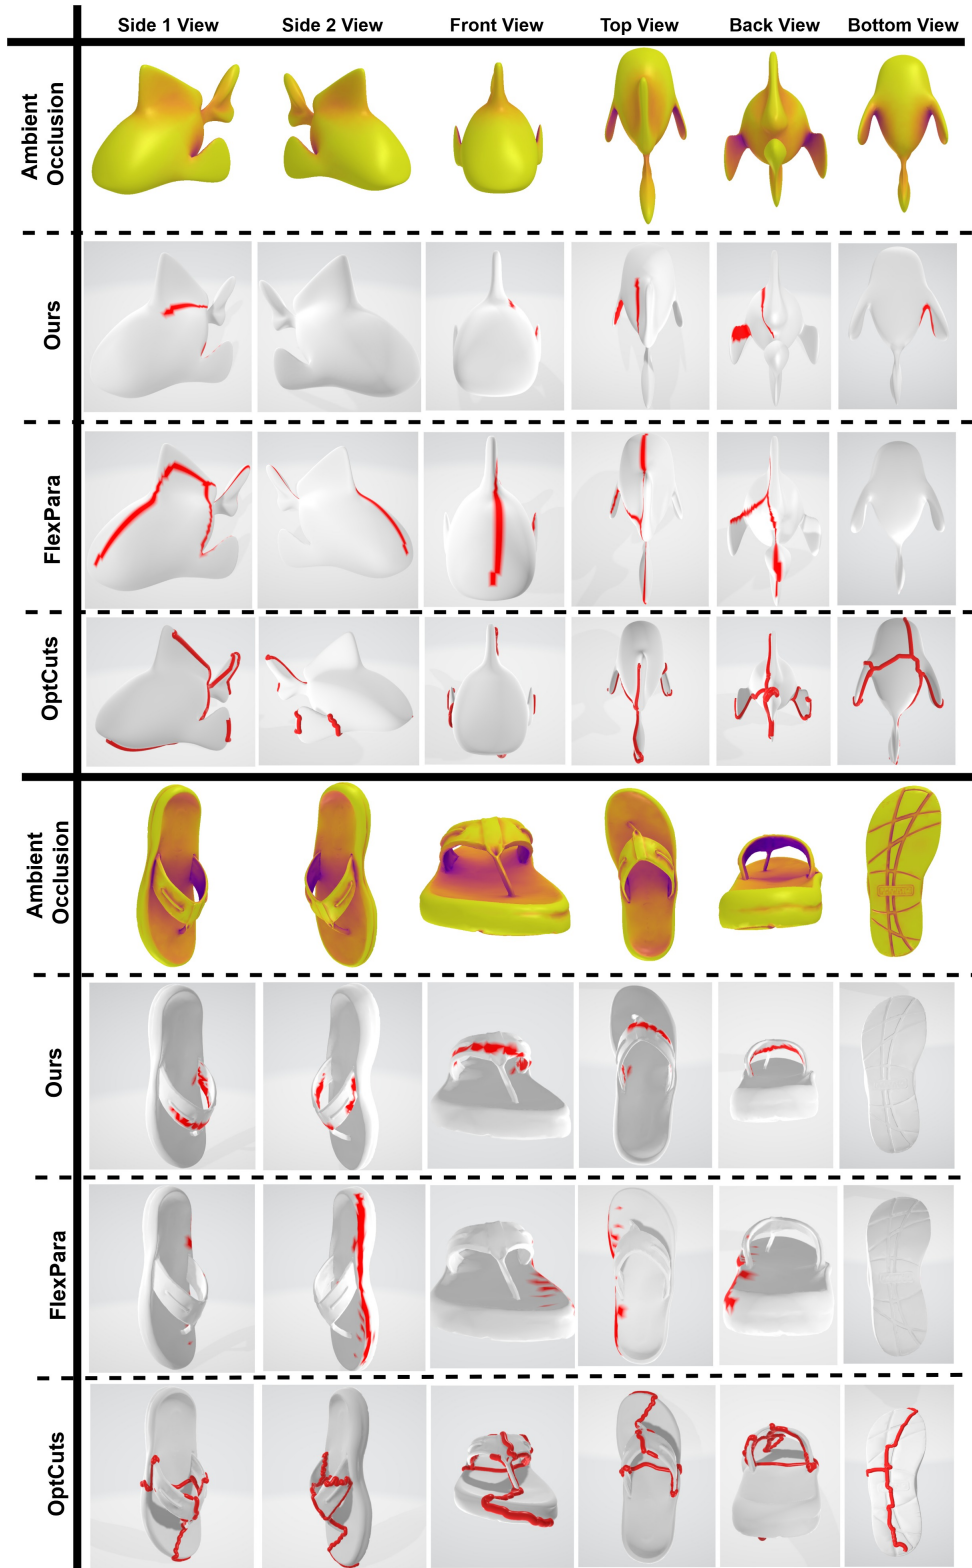 Side 1 View Side 2 View Front View Top View Back View Bottom View
Ambient
Occlusion
Ours
FlexPara
OptCuts
Ambient
Occlusion
Ours
FlexPara
OptCuts